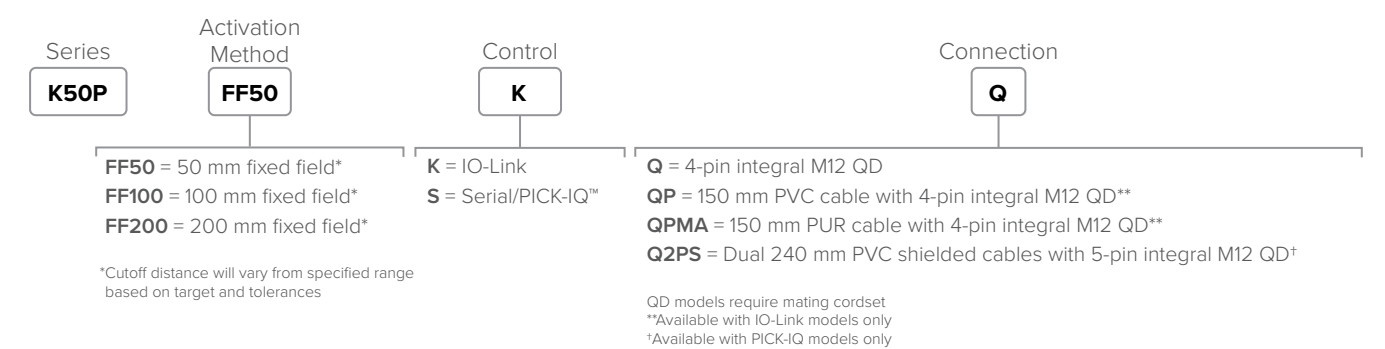 Series
Activation
Method
Control
Connection
K50P
FF50
K
Q
FF50 = 50 mm fixed field*
FF100 = 100 mm fixed field*
FF200 = 200 mm fixed field*
*Cutoff distance will vary from specified range
based on target and tolerances
K = IO-Link
S = Serial/PICK-IQ™
Q = 4-pin integral M12 QD
QP = 150 mm PVC cable with 4-pin integral M12 QD**
QPMA = 150 mm PUR cable with 4-pin integral M12 QD**
Q2PS = Dual 240 mm PVC shielded cables with 5-pin integral M12 QD†
QD models require mating cordset
**Available with IO-Link models only
†Available with PICK-IQ models only